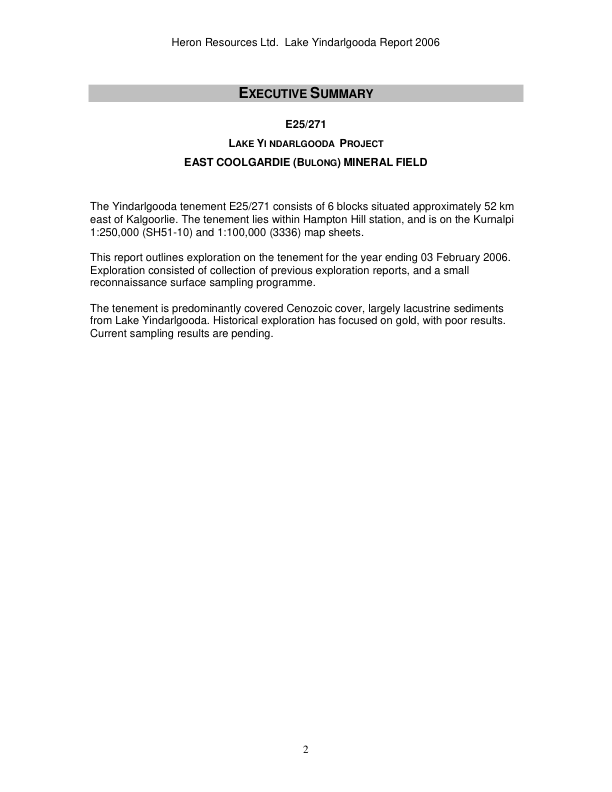 Heron Resources Ltd.  Lake Yindarlgooda Report 2006
EXECUTIVE SUMMARY
E25/271
LAKE YI NDARLGOODA  PROJECT
EAST COOLGARDIE (BULONG) MINERAL FIELD
The Yindarlgooda tenement E25/271 consists of 6 blocks situated approximately 52 km
east of Kalgoorlie. The tenement lies within Hampton Hill station, and is on the Kurnalpi
1:250,000 (SH51-10) and 1:100,000 (3336) map sheets.
This report outlines exploration on the tenement for the year ending 03 February 2006.
Exploration consisted of collection of previous exploration reports, and a small
reconnaissance surface sampling programme.
The tenement is predominantly covered Cenozoic cover, largely lacustrine sediments
from Lake Yindarlgooda. Historical exploration has focused on gold, with poor results.
Current sampling results are pending.
2